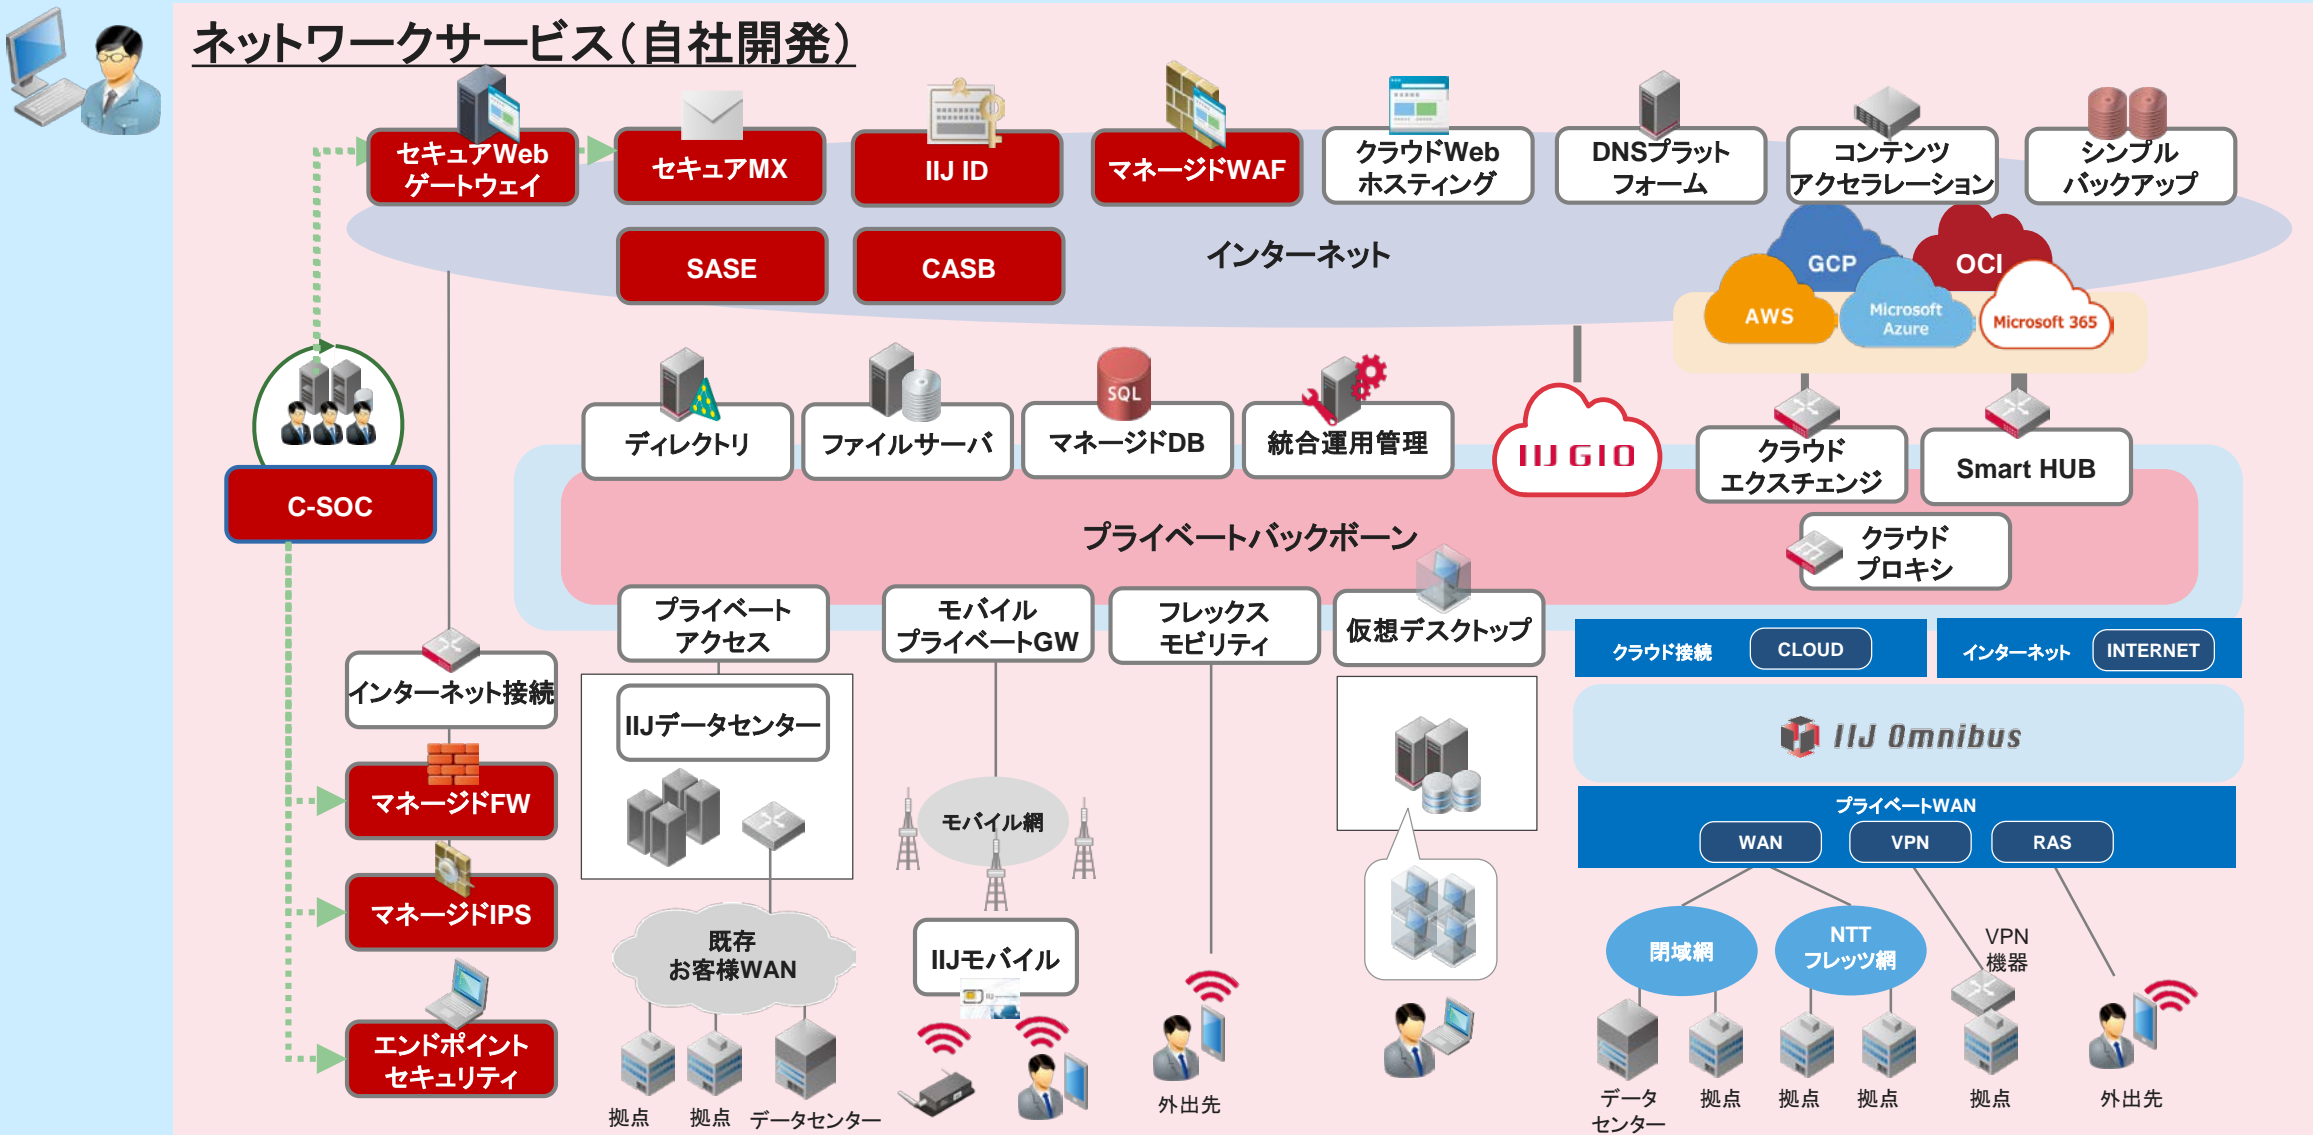 ネットワークサービス（自社開発）
セキュアWeb
ゲートウェイ
セキュアMX
IIJ ID
マネージドWAF
クラウドWeb
ホスティング
DNSプラット
フォーム
コンテンツ
アクセラレーション
シンプル
バックアップ
SASE
CASB
インターネット
GCP
OCI
AWS
Microsoft
Azure
Microsoft 365
SQL
ディレクトリ
ファイルサーバ
マネージドDB
統合運用管理
IIJ GIO
クラウド
エクスチェンジ
Smart HUB
C-SOC
プライベートバックボーン
クラウド
プロキシ
プライベート
アクセス
モバイル
プライベートGW
フレックス
モビリティ
仮想デスクトップ
クラウド接続
CLOUD
インターネット
INTERNET
インターネット接続
IIJデータセンター
IIJ Omnibus
マネージドFW
モバイル網
プライベートWAN
WAN
VPN
RAS
マネージドIPS
既存
お客様WAN
IIJモバイル
閉域網
NTT
フレッツ網
VPN
機器
エンドポイント
セキュリティ
拠点
拠点
データセンター
外出先
データ
センター
拠点
拠点
拠点
拠点
外出先